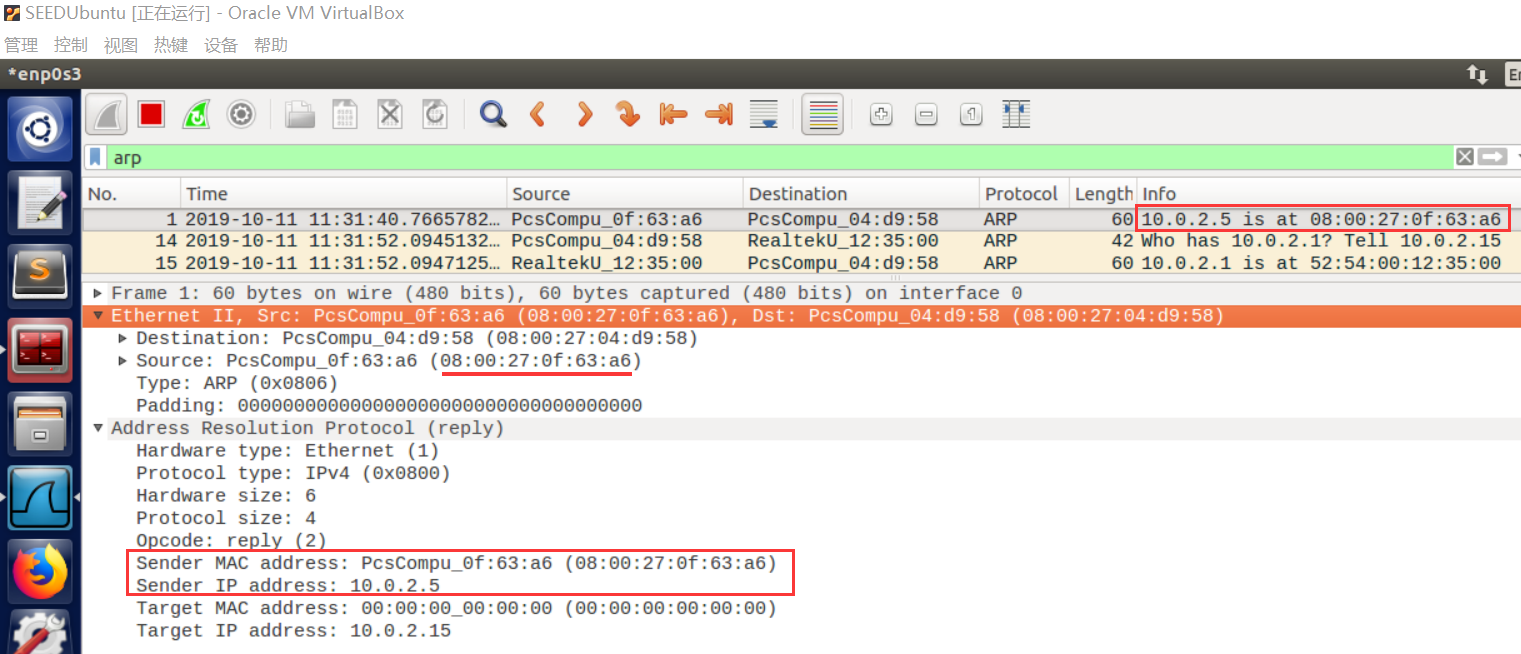 SEEDUbuntu [正在运行] - Oracle VM VirtualBox
管理 控制 视图 热键 设备 帮助
*enp0s3
arp
No. Time Source Destination Protocol Length Info
1 2019-10-11 11:31:40.7665782… PcsCompu_0f:63:a6 PcsCompu_04:d9:58 ARP 60 10.0.2.5 is at 08:00:27:0f:63:a6
14 2019-10-11 11:31:52.0945132… PcsCompu_04:d9:58 RealtekU_12:35:00 ARP 42 Who has 10.0.2.1? Tell 10.0.2.15
15 2019-10-11 11:31:52.0947125… RealtekU_12:35:00 PcsCompu_04:d9:58 ARP 60 10.0.2.1 is at 52:54:00:12:35:00
Frame 1: 60 bytes on wire (480 bits), 60 bytes captured (480 bits) on interface 0
Ethernet II, Src: PcsCompu_0f:63:a6 (08:00:27:0f:63:a6), Dst: PcsCompu_04:d9:58 (08:00:27:04:d9:58)
Destination: PcsCompu_04:d9:58 (08:00:27:04:d9:58)
Source: PcsCompu_0f:63:a6 (08:00:27:0f:63:a6)
Type: ARP (0x0806)
Padding: 000000000000000000000000000000000000
Address Resolution Protocol (reply)
Hardware type: Ethernet (1)
Protocol type: IPv4 (0x0800)
Hardware size: 6
Protocol size: 4
Opcode: reply (2)
Sender MAC address: PcsCompu_0f:63:a6 (08:00:27:0f:63:a6)
Sender IP address: 10.0.2.5
Target MAC address: 00:00:00_00:00:00 (00:00:00:00:00:00)
Target IP address: 10.0.2.15